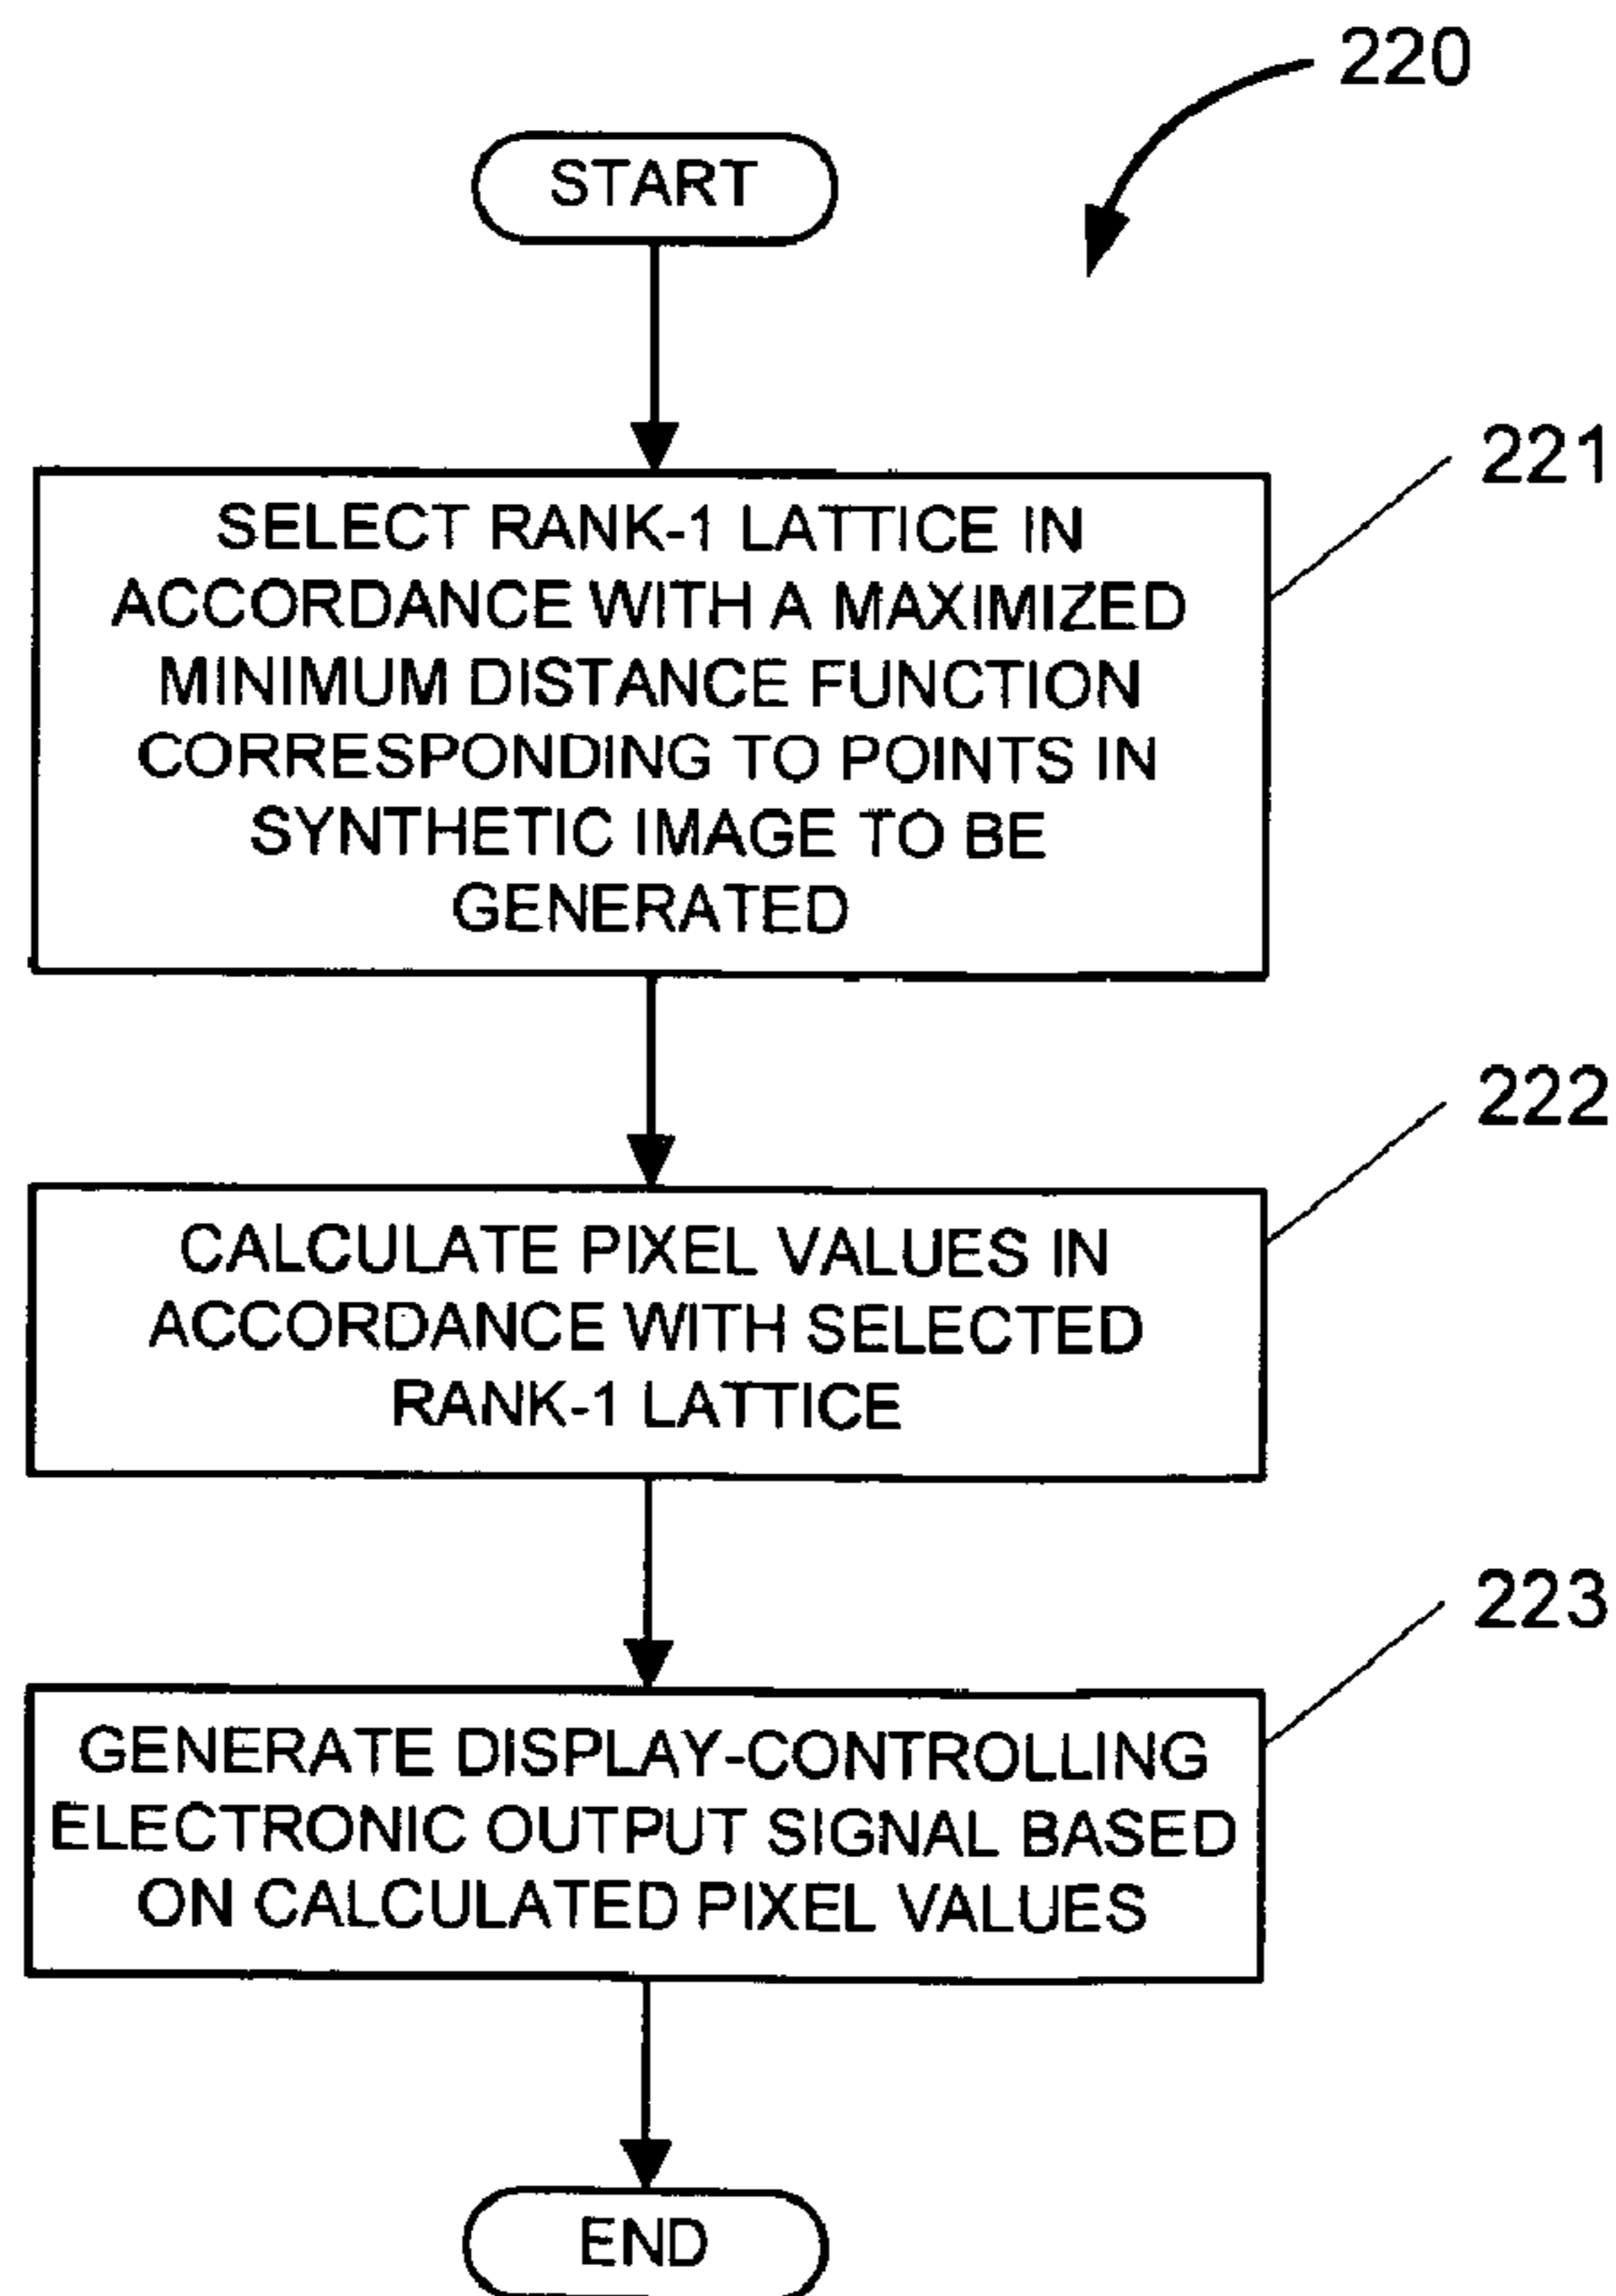 220
START
221
SELECT RANK-1 LATTICE IN
ACCORDANCE WITH A MAXIMIZED
MINIMUM DISTANCE FUNCTION
CORRESPONDING TO POINTS IN
SYNTHETIC IMAGE TO BE
GENERATED
222
CALCULATE PIXEL VALUES IN
ACCORDANCE WITH SELECTED
RANK-1 LATTICE
223
GENERATE DISPLAY-CONTROLLING
ELECTRONIC OUTPUT SIGNAL BASED
ON CALCULATED PIXEL VALUES
END